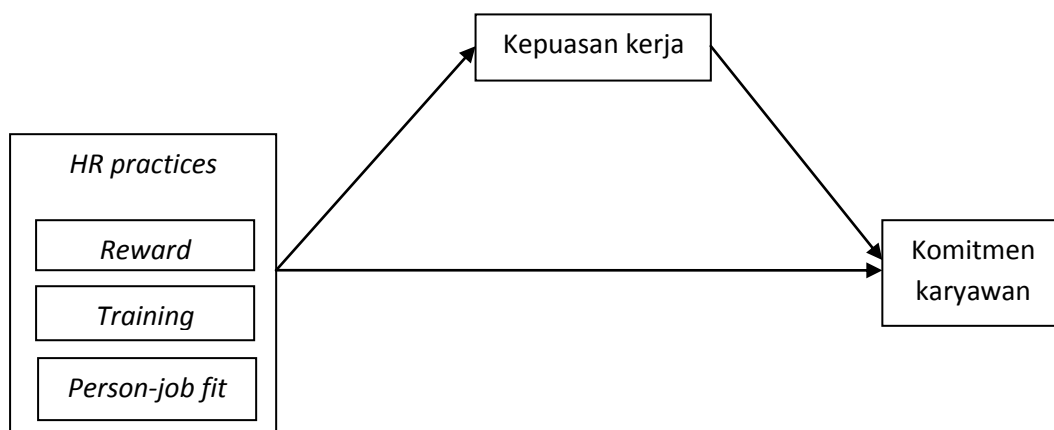 Kepuasan kerja
HR practices
Reward
Training
Person-job fit
Komitmen
karyawan